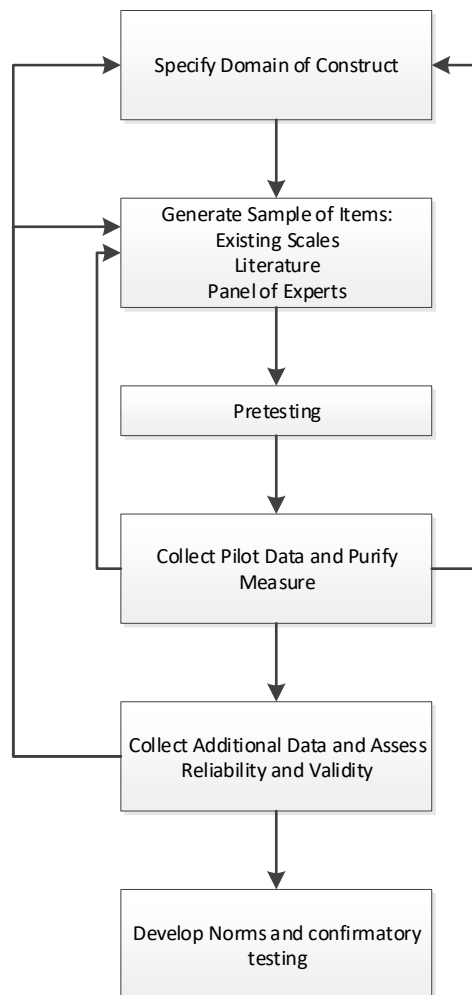 Specify Domain of Construct
Generate Sample of Items:
Existing Scales
Literature
Panel of Experts
Pretesting
Collect Pilot Data and Purify
Measure
Collect Additional Data and Assess
Reliability and Validity
Develop Norms and confirmatory
testing